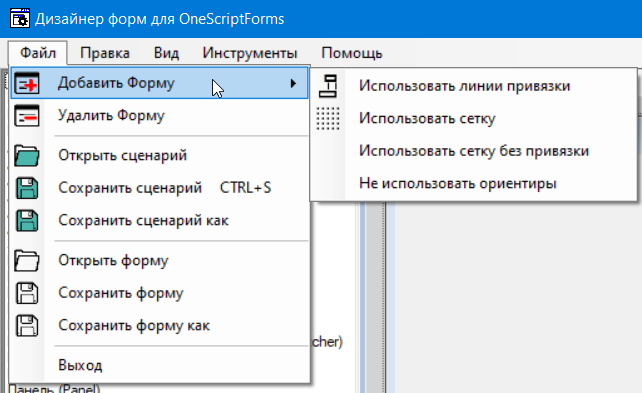 Дизайнер форм для OneScriptForms
Файл Правка Вид Инструменты Помощь
Добавить Форму
Удалить Форму
Открыть сценарий
Сохранить сценарий CTRL+S
Сохранить сценарий как
Открыть форму
Сохранить форму
Сохранить форму как
Выход
Использовать линии привязки
Использовать сетку
Использовать сетку без привязки
Не использовать ориентиры
cher)
Панель (Panel)